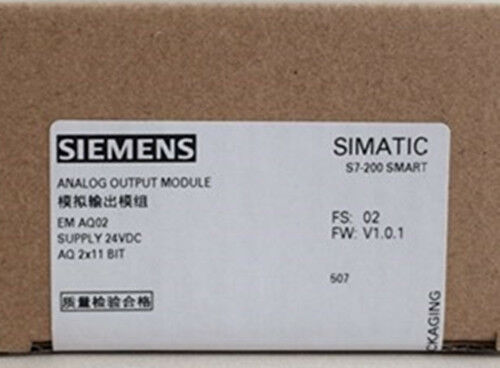 SIEMENS
SIMATIC
S7-200 SMART
ANALOG OUTPUT MODULE
模拟输出模组
EM AQ02
SUPPLY 24VDC
AQ 2x11 BIT
FS: 02
FW: V1.0.1
507
质量检验合格
CKAGING